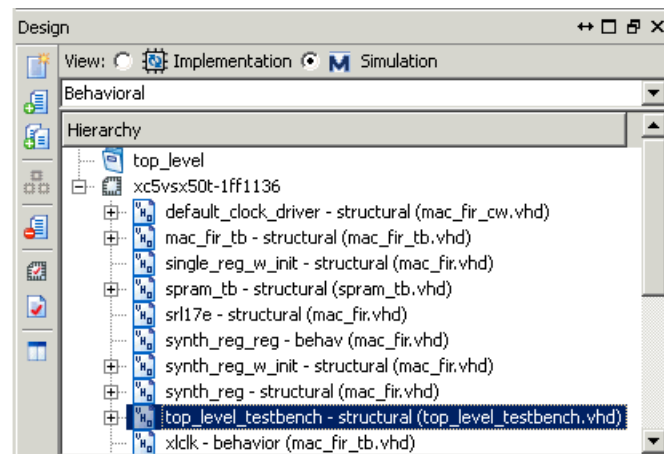 Design
View: Implementation Simulation
Behavioral
Hierarchy
top_level
xc5vsx50t-1ff1136
default_clock_driver - structural (mac_fir_cw.vhd)
mac_fir_tb - structural (mac_fir_tb.vhd)
single_reg_w_init - structural (mac_fir.vhd)
spram_tb - structural (spram_tb.vhd)
srl17e - structural (mac_fir.vhd)
synth_reg_reg - behav (mac_fir.vhd)
synth_reg_w_init - structural (mac_fir.vhd)
synth_reg - structural (mac_fir.vhd)
top_level_testbench - structural (top_level_testbench.vhd)
xlclk - behavior (mac_fir_tb.vhd)